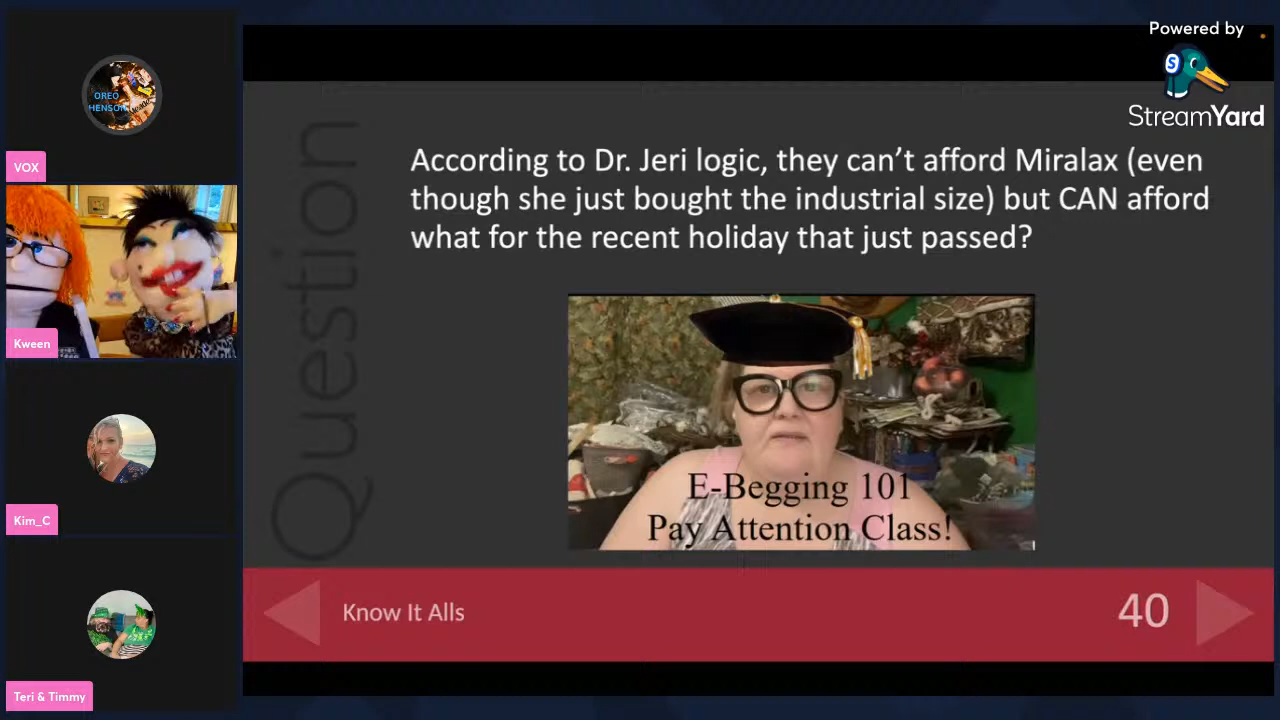 Powered by
StreamYard
OREO
HENSON
VOX
Kween
Kim_C
Teri & Timmy
Question
According to Dr. Jeri logic, they can’t afford Miralax (even
though she just bought the industrial size) but CAN afford
what for the recent holiday that just passed?
E-Begging 101
Pay Attention Class!
Know It Alls
40